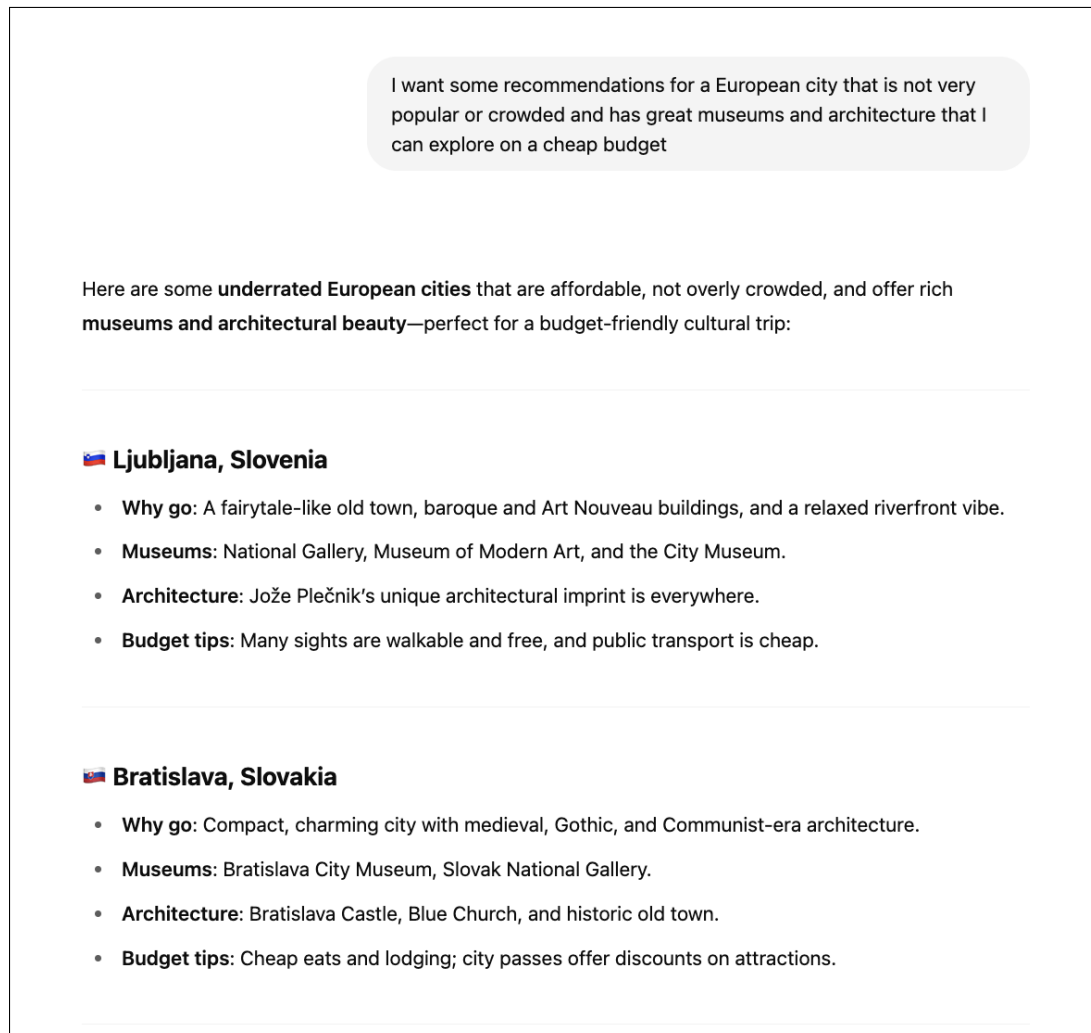 I want some recommendations for a European city that is not very
popular or crowded and has great museums and architecture that I
can explore on a cheap budget
Here are some underrated European cities that are affordable, not overly crowded, and offer rich
museums and architectural beauty—perfect for a budget-friendly cultural trip:
🇸🇮 Ljubljana, Slovenia
• Why go: A fairytale-like old town, baroque and Art Nouveau buildings, and a relaxed riverfront vibe.
• Museums: National Gallery, Museum of Modern Art, and the City Museum.
• Architecture: Jože Plečnik’s unique architectural imprint is everywhere.
• Budget tips: Many sights are walkable and free, and public transport is cheap.
🇸🇰 Bratislava, Slovakia
• Why go: Compact, charming city with medieval, Gothic, and Communist-era architecture.
• Museums: Bratislava City Museum, Slovak National Gallery.
• Architecture: Bratislava Castle, Blue Church, and historic old town.
• Budget tips: Cheap eats and lodging; city passes offer discounts on attractions.